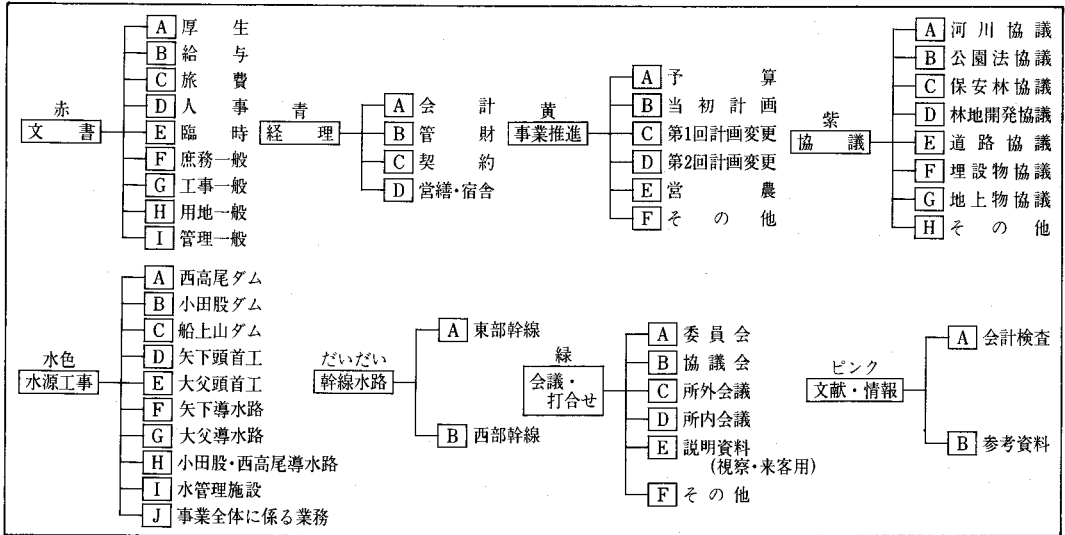 赤
文書
A 厚生
B 給与
C 旅費
D 人事
E 臨時
F 庶務一般
G 工事一般
H 用地一般
I 管理一般
青
経理
A 会計
B 管財
C 契約
D 営繕・宿舎
黄
事業推進
A 予算
B 当初計画
C 第1回計画変更
D 第2回計画変更
E 営農
F その他
紫
協議
A 河川協議
B 公園法協議
C 保安林協議
D 林地開発協議
E 道路協議
F 埋設物協議
G 地上物協議
H その他
水色
水源工事
A 西高尾ダム
B 小田股ダム
C 船上山ダム
D 矢下頭首工
E 大父頭首工
F 矢下導水路
G 大父導水路
H 小田股・西高尾導水路
I 水管理施設
J 事業全体に係る業務
だいだい
幹線水路
A 東部幹線
B 西部幹線
緑
会議・
打合せ
A 委員会
B 協議会
C 所外会議
D 所内会議
E 説明資料
(視察・来客用)
F その他
ピンク
文献・情報
A 会計検査
B 参考資料